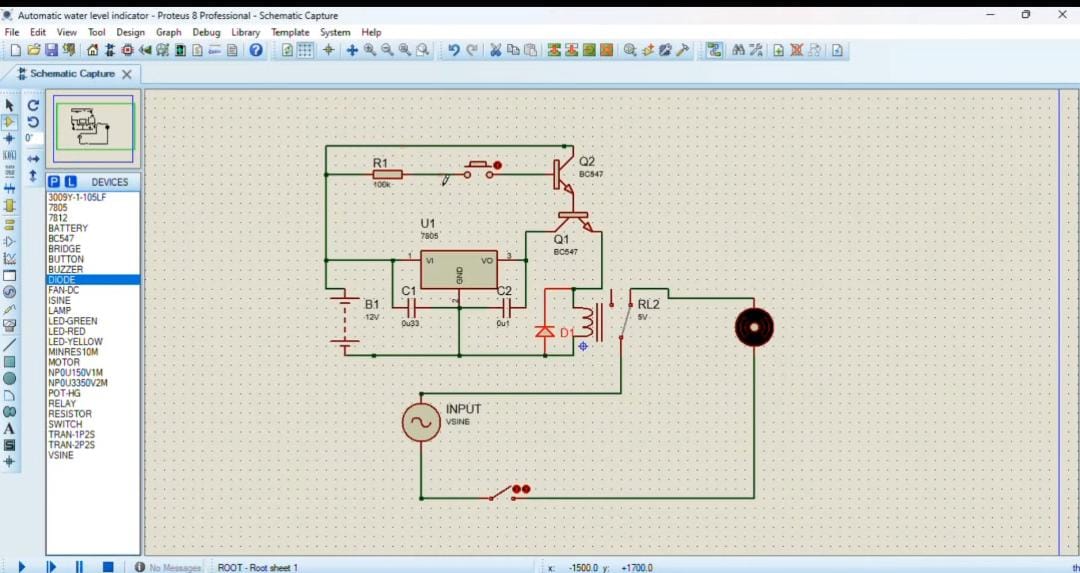 Automatic water level indicator - Proteus 8 Professional - Schematic Capture
File Edit View Tool Design Graph Debug Library Template System Help
Schematic Capture
0°
P L DEVICES
3009Y-1-105LF
7805
7812
BATTERY
BC547
BRIDGE
BUTTON
BUZZER
DIODE
FAN-DC
ISINE
LAMP
LED-GREEN
LED-RED
LED-YELLOW
MINRES10M
MOTOR
NP0U150V1M
NP0U3350V2M
POT-HG
RELAY
RESISTOR
SWITCH
TRAN-1P2S
TRAN-2P2S
VSINE
R1
100k
Q2
BC547
U1
7805
Q1
BC547
1 VI VO 3
GND
2
C1
0u33
C2
0u1
B1
12V
D1
RL2
5V
INPUT
VSINE
No Messages
ROOT - Root sheet 1
x: -1500.0 y: +1700.0
th